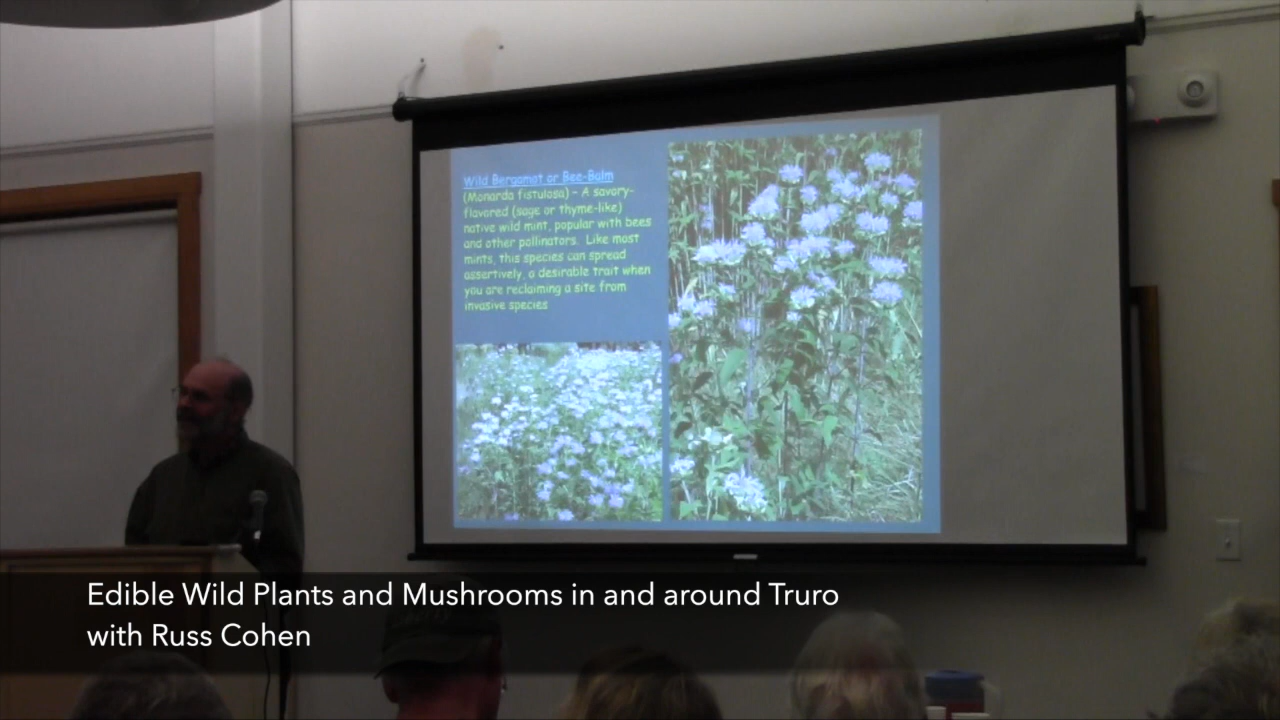 Wild Bergamot or Bee-Balm
(Monarda fistulosa) – A savory-
flavored (sage or thyme-like)
native wild mint, popular with bees
and other pollinators. Like most
mints, this species can spread
assertively, a desirable trait when
you are reclaiming a site from
invasive species
Edible Wild Plants and Mushrooms in and around Truro
with Russ Cohen